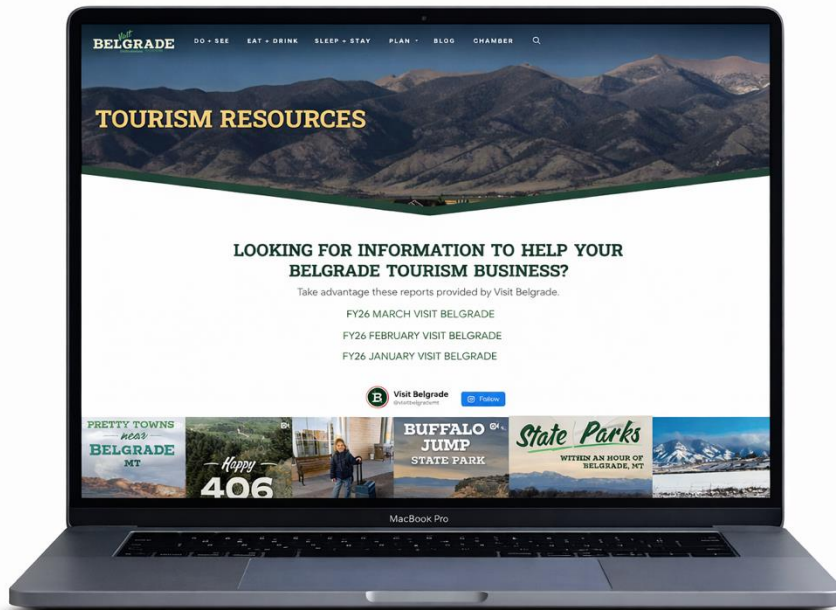 Visit
BELGRADE
DO + SEE
EAT + DRINK
SLEEP + STAY
PLAN
BLOG
CHAMBER
TOURISM RESOURCES
LOOKING FOR INFORMATION TO HELP YOUR
BELGRADE TOURISM BUSINESS?
Take advantage these reports provided by Visit Belgrade.
FY26 MARCH VISIT BELGRADE
FY26 FEBRUARY VISIT BELGRADE
FY26 JANUARY VISIT BELGRADE
B
Visit Belgrade
@visitbelgrademt
Follow
PRETTY TOWNS
near
BELGRADE
MT
Happy
406
BUFFALO
JUMP
STATE PARK
State Parks
WITHIN AN HOUR OF
BELGRADE, MT
MacBook Pro